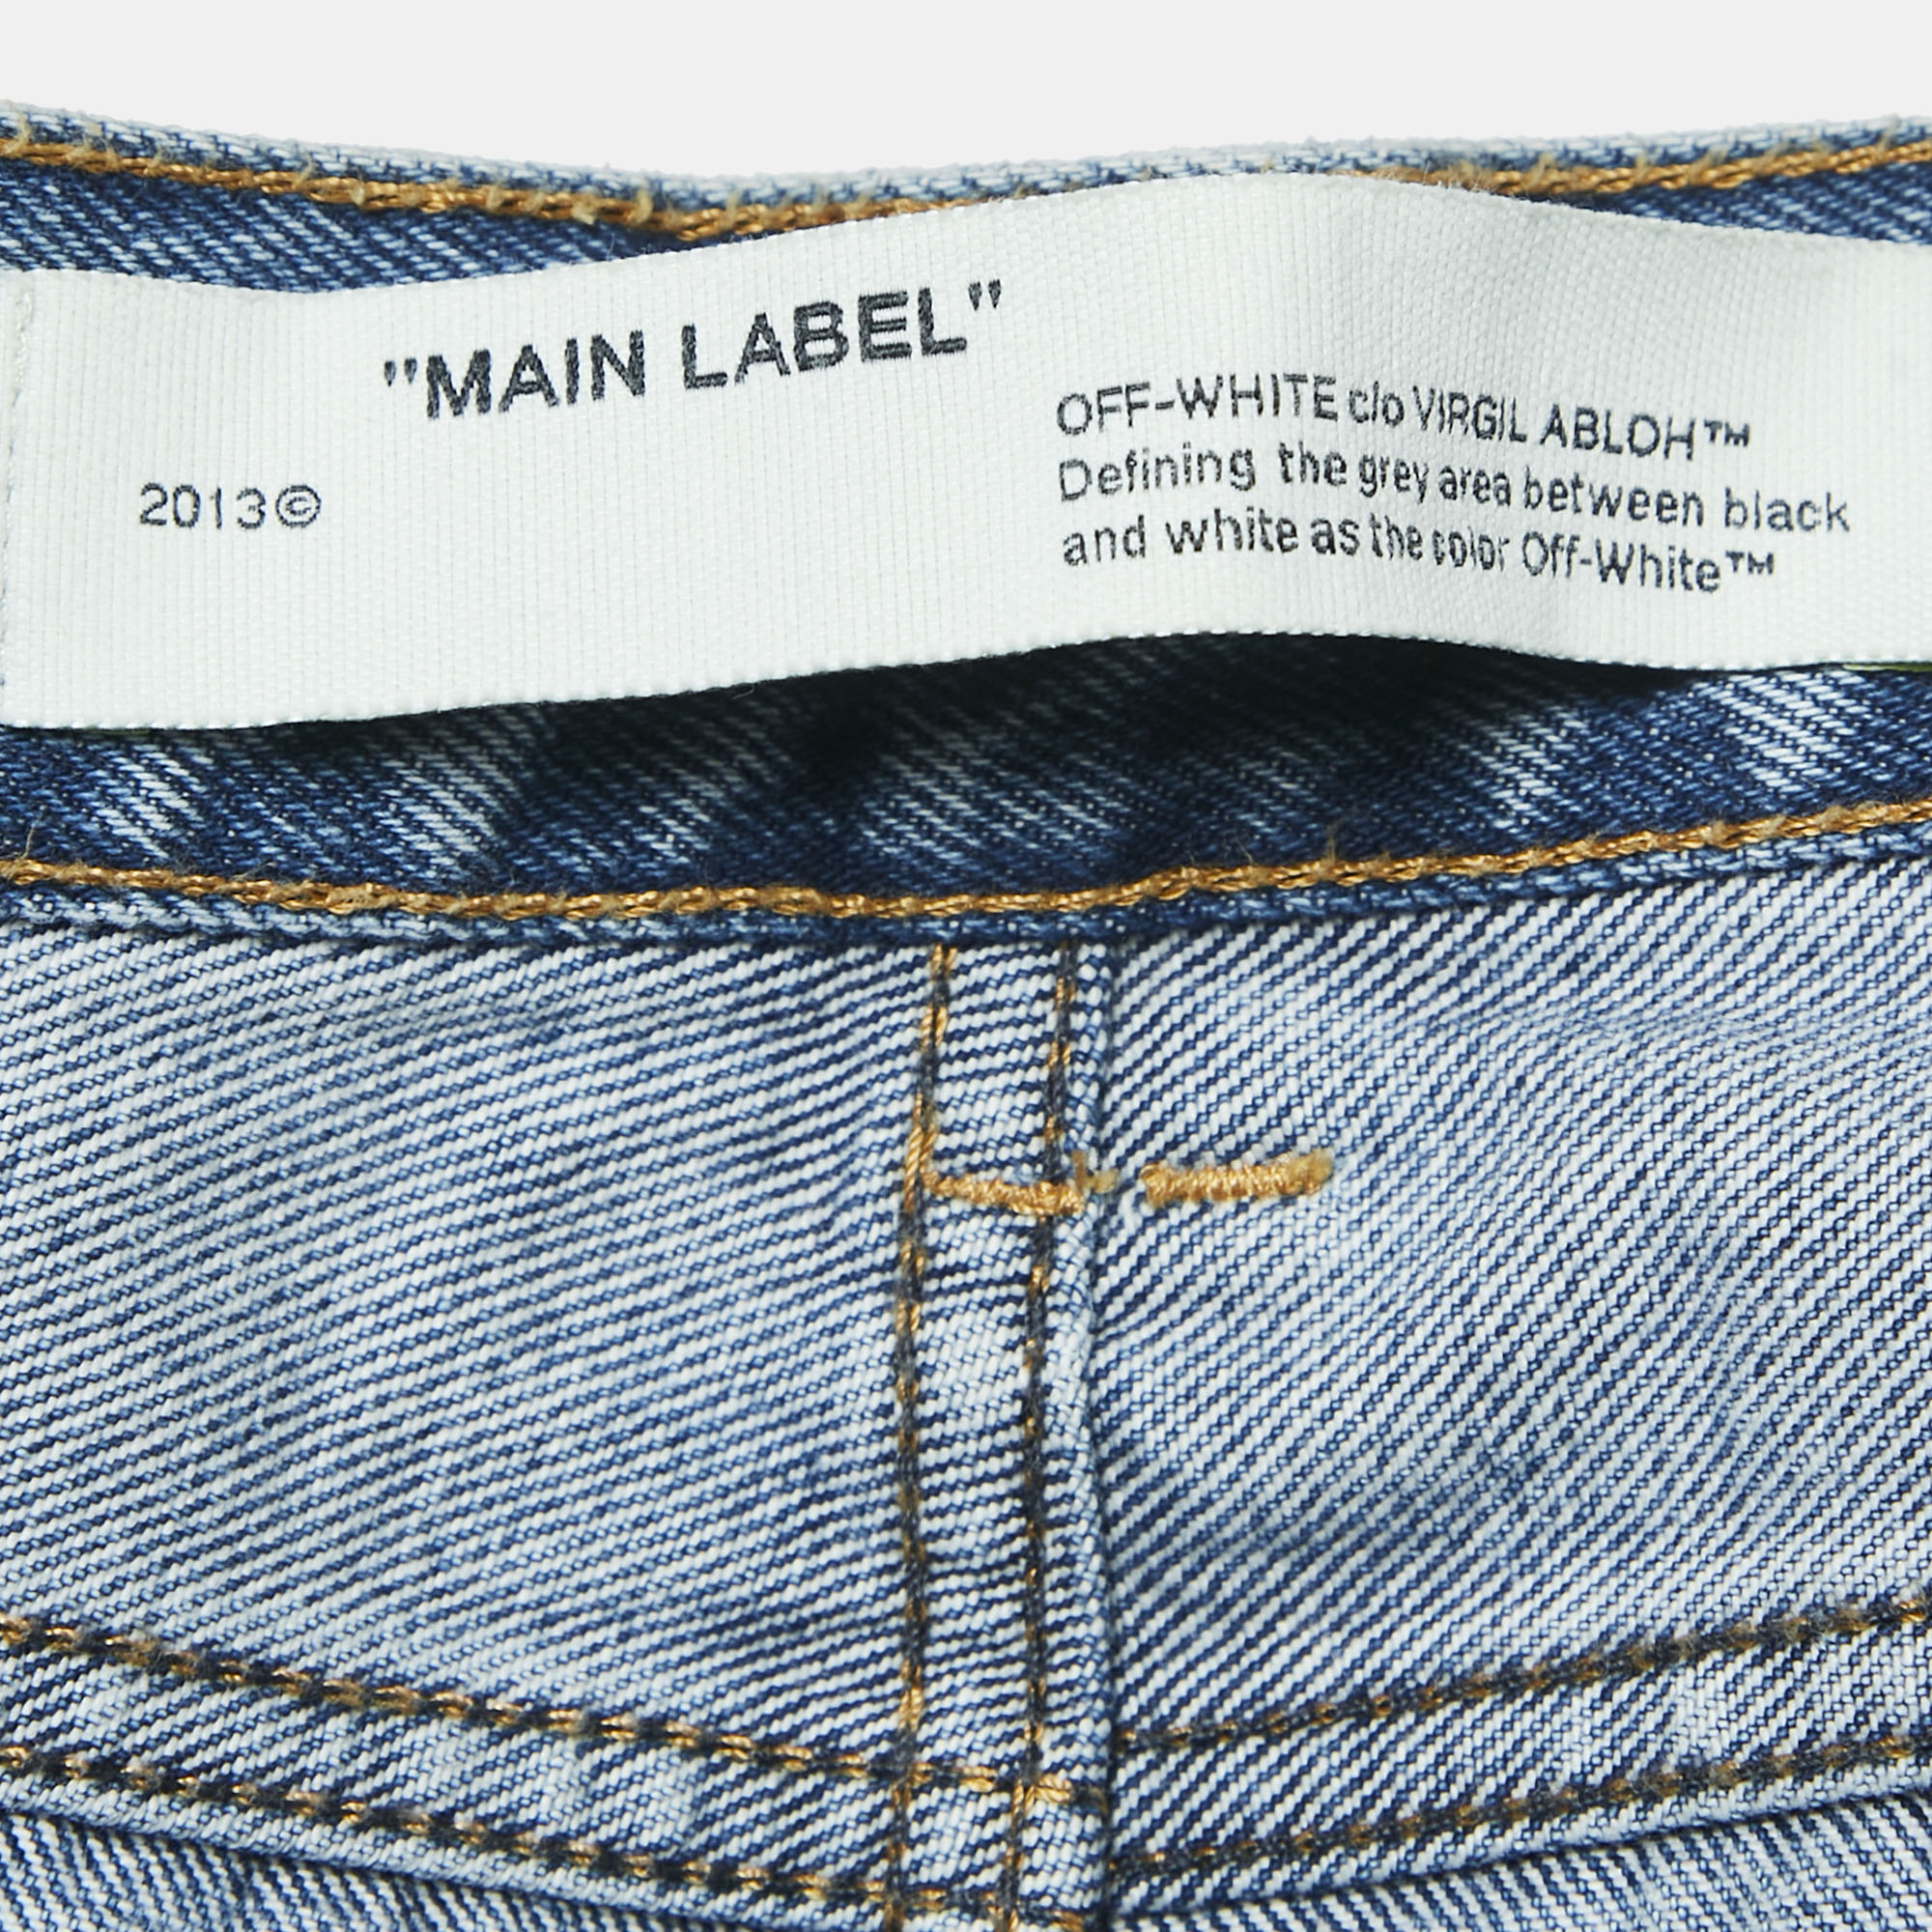 "MAIN LABEL"
2013©
OFF-WHITE c/o VIRGIL ABLOH™
Defining the grey area between black
and white as the color Off-White™